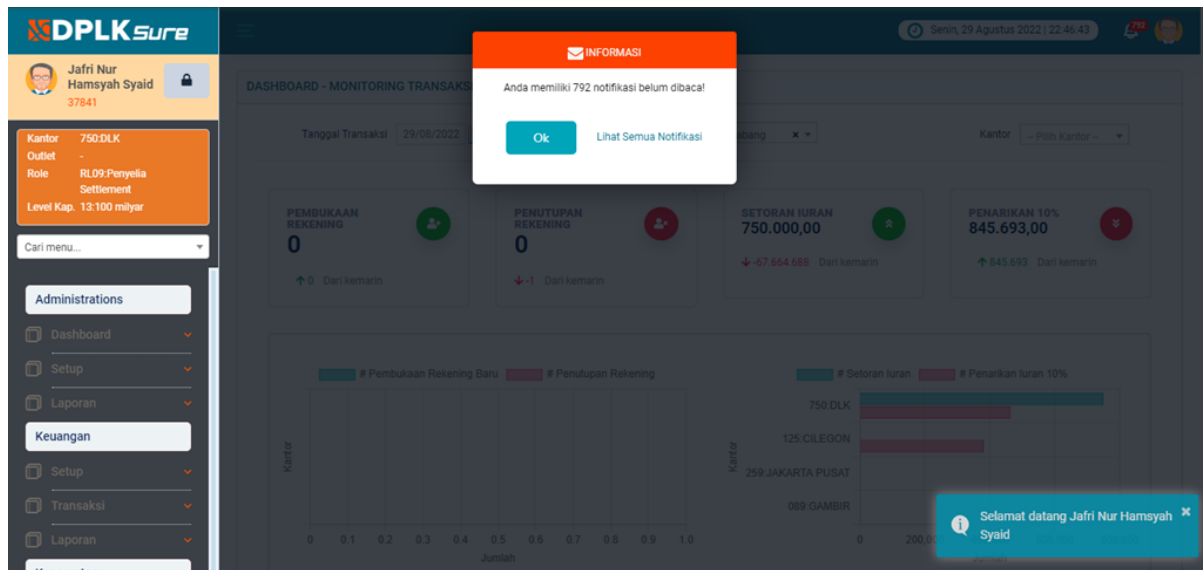 DPLKSure
Jafri Nur
Hamsyah Syaid
37841
Kantor 750:DLK
Outlet -
Role RL09:Penyelia
Settlement
Level Kap. 13:100 milyar
Cari menu...
Administrations
Dashboard
Setup
Laporan
Keuangan
Setup
Transaksi
Laporan
Senin, 29 Agustus 2022 | 22:46:43
792
INFORMASI
Anda memiliki 792 notifikasi belum dibaca!
Ok Lihat Semua Notifikasi
DASHBOARD - MONITORING TRANSAKS
Tanggal Transaksi 29/08/2022
abang × Kantor -- Pilih Kantor --
PEMBUKAAN
REKENING
0
0 Dari kemarin
PENUTUPAN
REKENING
0
-1 Dari kemarin
SETORAN IURAN
750.000,00
-67.664.688 Dari kemarin
PENARIKAN 10%
845.693,00
845.693 Dari kemarin
# Pembukaan Rekening Baru # Penutupan Rekening
Kantor
0 0.1 0.2 0.3 0.4 0.5 0.6 0.7 0.8 0.9 1.0
Jumlah
# Setoran Iuran # Penarikan Iuran 10%
Kantor
750:DLK
125:CILEGON
259:JAKARTA PUSAT
089:GAMBIR
0 200,0
Selamat datang Jafri Nur Hamsyah
Syaid
×